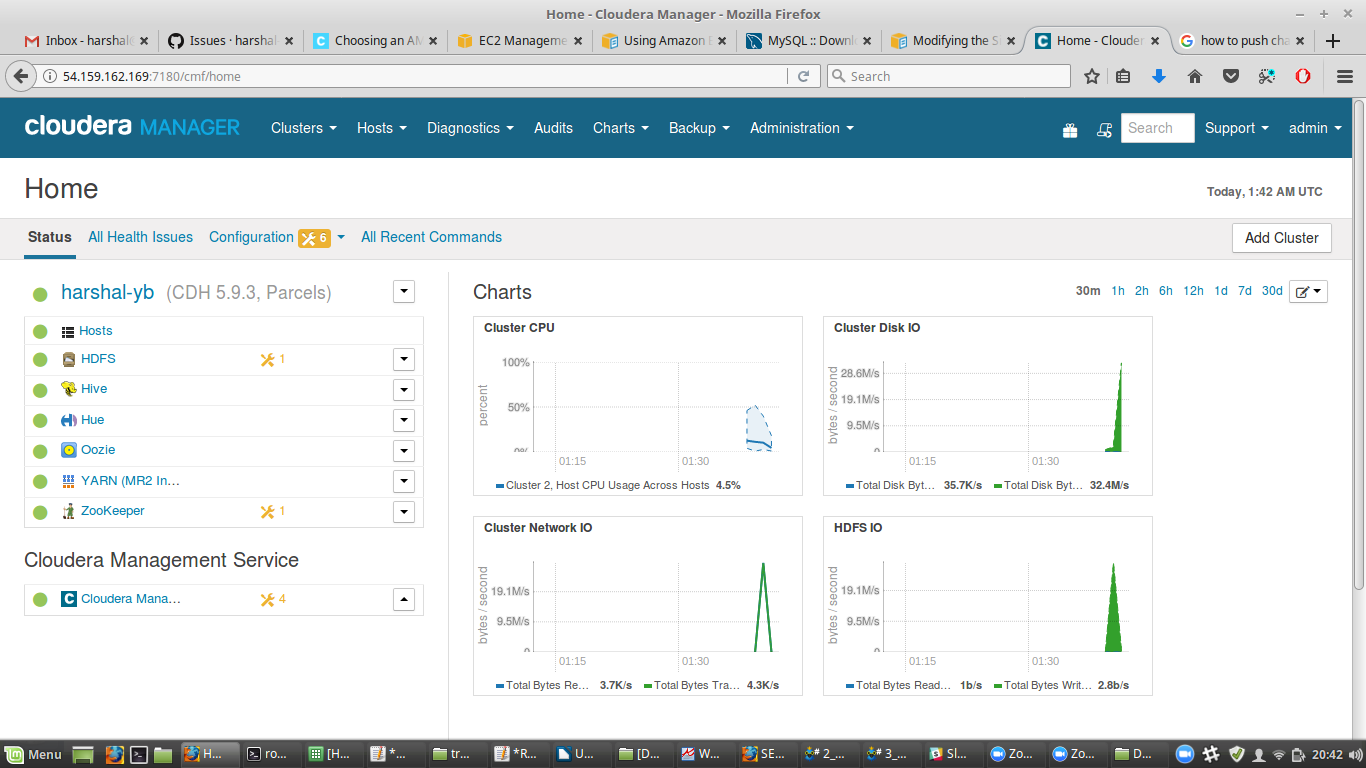 Home - Cloudera Manager - Mozilla Firefox
Inbox - harshal
Issues · harshal
Choosing an AM
EC2 Manageme
Using Amazon
MySQL :: Downl
Modifying the S
Home - Clouder
how to push cha
54.159.162.169:7180/cmf/home
Search
cloudera MANAGER
Clusters
Hosts
Diagnostics
Audits
Charts
Backup
Administration
Search
Support
admin
Home
Today, 1:42 AM UTC
Status
All Health Issues
Configuration
6
All Recent Commands
Add Cluster
harshal-yb (CDH 5.9.3, Parcels)
Hosts
HDFS
1
Hive
Hue
Oozie
YARN (MR2 In...
ZooKeeper
1
Cloudera Management Service
Cloudera Mana...
4
Charts
30m 1h 2h 6h 12h 1d 7d 30d
Cluster CPU
percent
100%
50%
0%
01:15
01:30
Cluster 2, Host CPU Usage Across Hosts 4.5%
Cluster Disk IO
bytes / second
28.6M/s
19.1M/s
9.5M/s
0
01:15
01:30
Total Disk Byt... 35.7K/s
Total Disk Byt... 32.4M/s
Cluster Network IO
bytes / second
19.1M/s
9.5M/s
0
01:15
01:30
Total Bytes Re... 3.7K/s
Total Bytes Tra... 4.3K/s
HDFS IO
bytes / second
19.1M/s
9.5M/s
0
01:15
01:30
Total Bytes Read... 1b/s
Total Bytes Writ... 2.8b/s
Menu
H...
ro...
[H...
*...
tr...
*R...
U...
[D...
W...
SE...
2_...
3_...
Sl...
Zo...
Zo...
D...
20:42